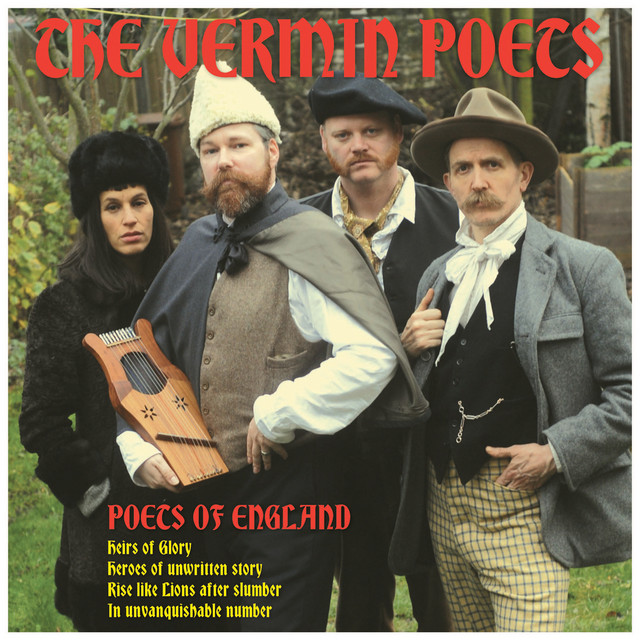 THE VERMIN POETS
POETS OF ENGLAND
Heirs of Glory
Heroes of unwritten story
Rise like Lions after slumber
In unvanquishable number